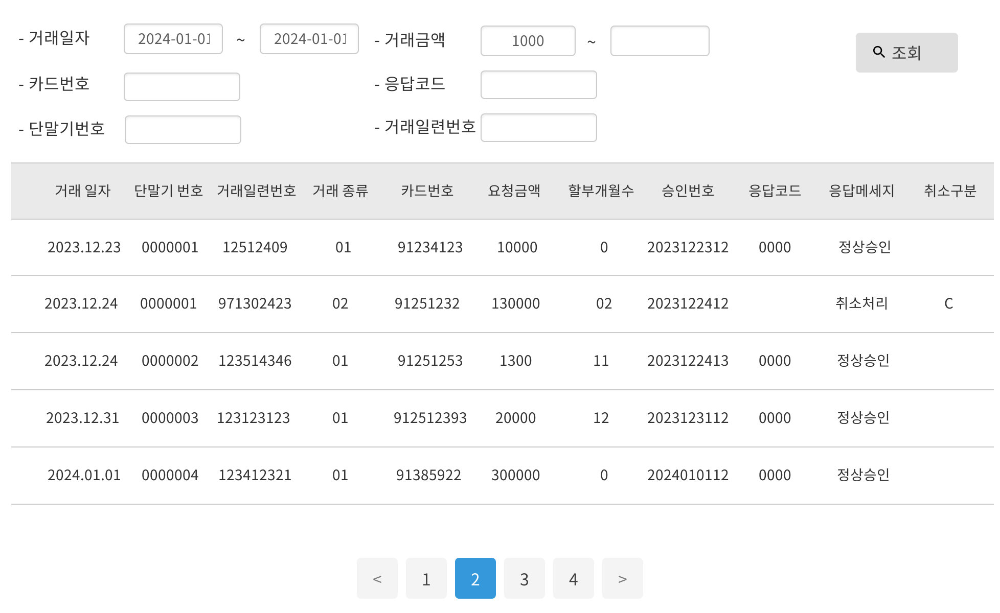 - 거래일자 2024-01-01 ~ 2024-01-01 - 거래금액 1000 ~ 조회
- 카드번호 - 응답코드
- 단말기번호 - 거래일련번호
거래 일자 단말기 번호 거래일련번호 거래 종류 카드번호 요청금액 할부개월수 승인번호 응답코드 응답메세지 취소구분
2023.12.23 0000001 12512409 01 91234123 10000 0 2023122312 0000 정상승인
2023.12.24 0000001 971302423 02 91251232 130000 02 2023122412 취소처리 C
2023.12.24 0000002 123514346 01 91251253 1300 11 2023122413 0000 정상승인
2023.12.31 0000003 123123123 01 912512393 20000 12 2023123112 0000 정상승인
2024.01.01 0000004 123412321 01 91385922 300000 0 2024010112 0000 정상승인
< 1 2 3 4 >